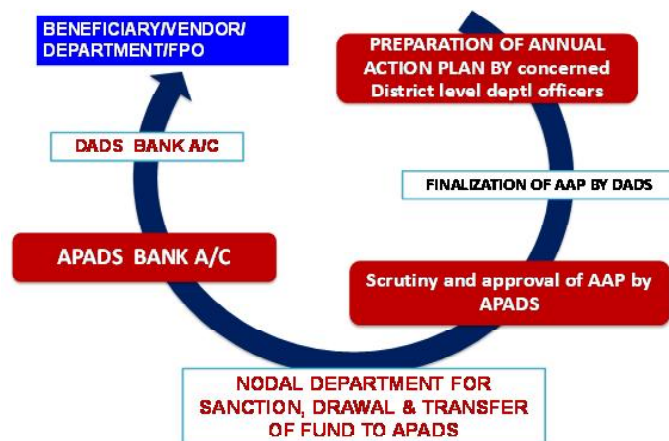 BENEFICIARY/VENDOR/
DEPARTMENT/FPO
PREPARATION OF ANNUAL
ACTION PLAN BY concerned
District level deptl officers
DADS BANK A/C
FINALIZATION OF AAP BY DADS
APADS BANK A/C
Scrutiny and approval of AAP by
APADS
NODAL DEPARTMENT FOR
SANCTION, DRAWAL & TRANSFER
OF FUND TO APADS